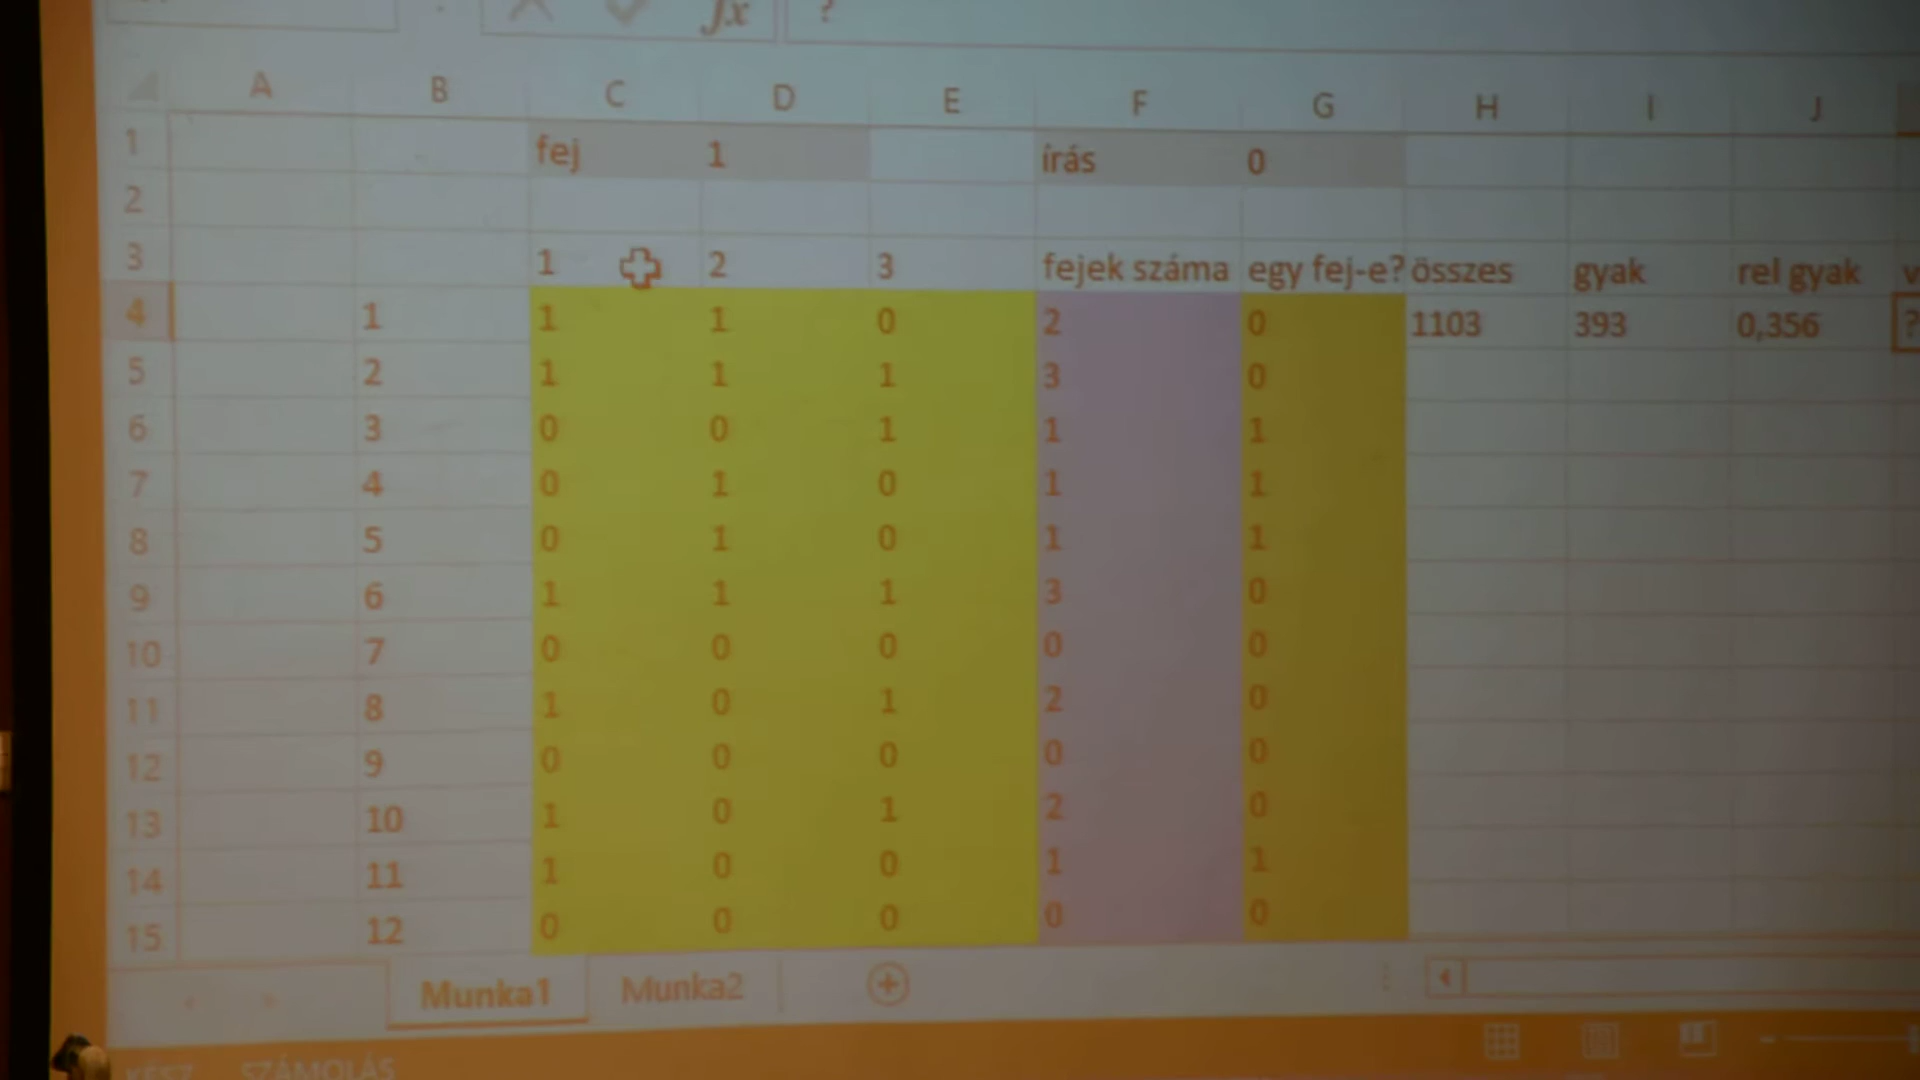 fx ?
A B C D E F G H I J
1 fej 1 írás 0
2
3 1 2 3 fejek száma egy fej-e? összes gyak rel gyak v
4 1 1 1 0 2 0 1103 393 0,356 ?
5 2 1 1 1 3 0
6 3 0 0 1 1 1
7 4 0 1 0 1 1
8 5 0 1 0 1 1
9 6 1 1 1 3 0
10 7 0 0 0 0 0
11 8 1 0 1 2 0
12 9 0 0 0 0 0
13 10 1 0 1 2 0
14 11 1 0 0 1 1
15 12 0 0 0 0 0
Munka1 Munka2
KÉSZ SZÁMOLÁS